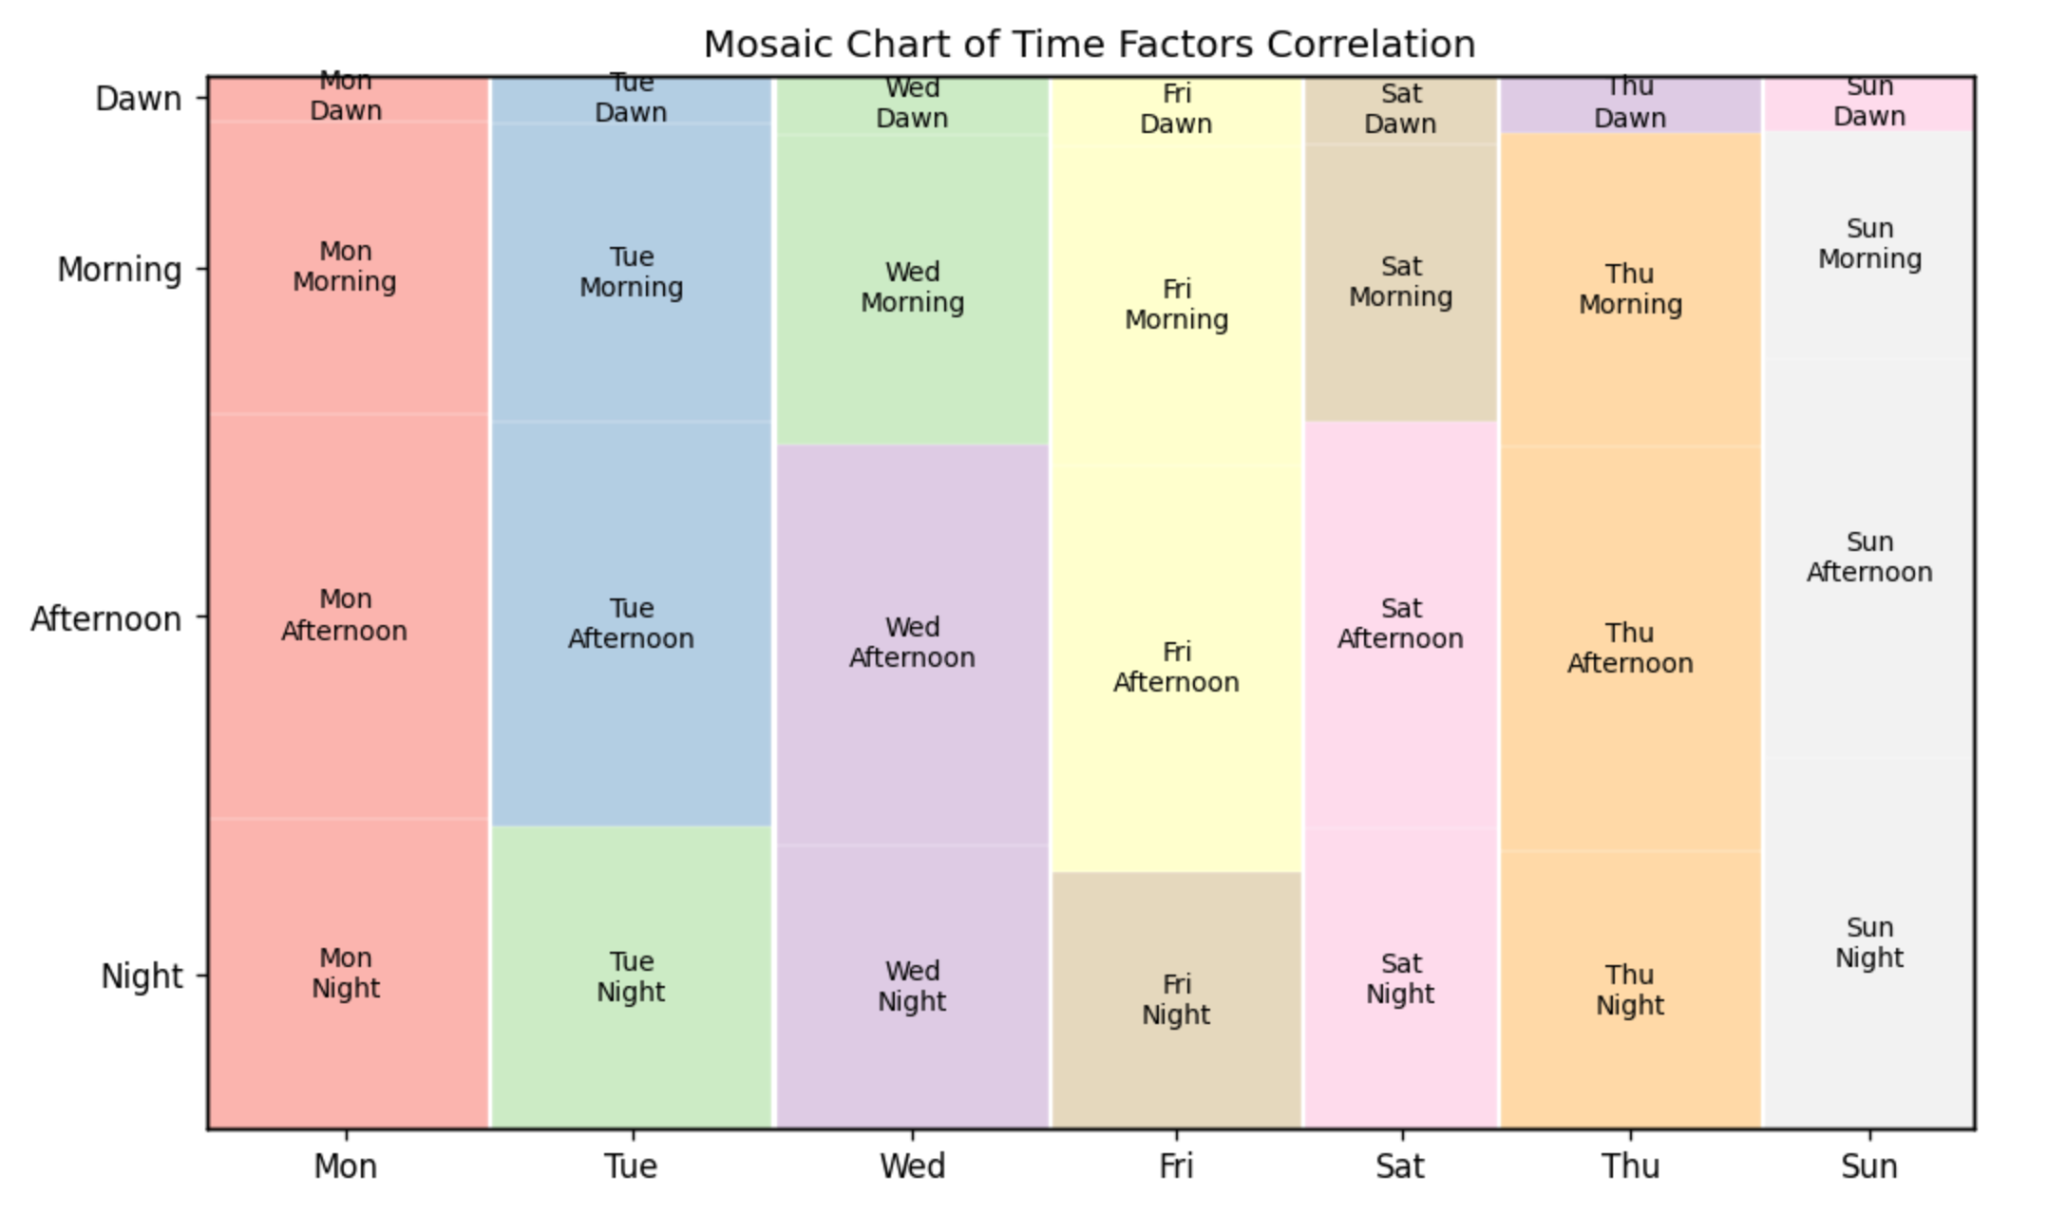 Mosaic Chart of Time Factors Correlation
Dawn
Morning
Afternoon
Night
Mon
Dawn
Tue
Dawn
Wed
Dawn
Fri
Dawn
Sat
Dawn
Thu
Dawn
Sun
Dawn
Mon
Morning
Tue
Morning
Wed
Morning
Fri
Morning
Sat
Morning
Thu
Morning
Sun
Morning
Mon
Afternoon
Tue
Afternoon
Wed
Afternoon
Fri
Afternoon
Sat
Afternoon
Thu
Afternoon
Sun
Afternoon
Mon
Night
Tue
Night
Wed
Night
Fri
Night
Sat
Night
Thu
Night
Sun
Night
Mon
Tue
Wed
Fri
Sat
Thu
Sun